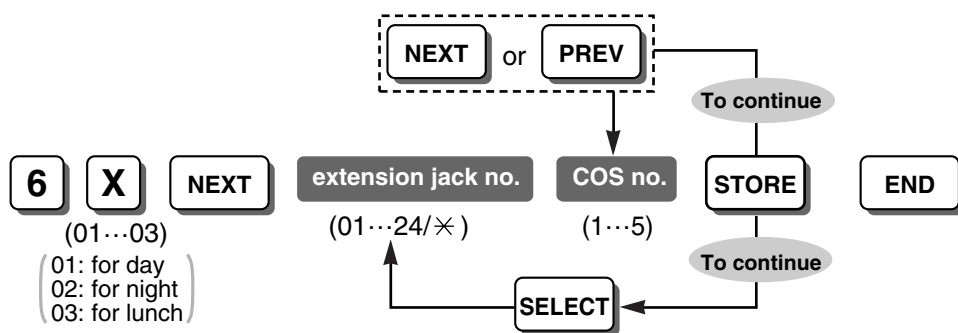 NEXT or PREV
To continue
6 X NEXT extension jack no. COS no. STORE END
(01···03) (01···24/✳) (1···5)
01: for day
02: for night
03: for lunch
To continue
SELECT